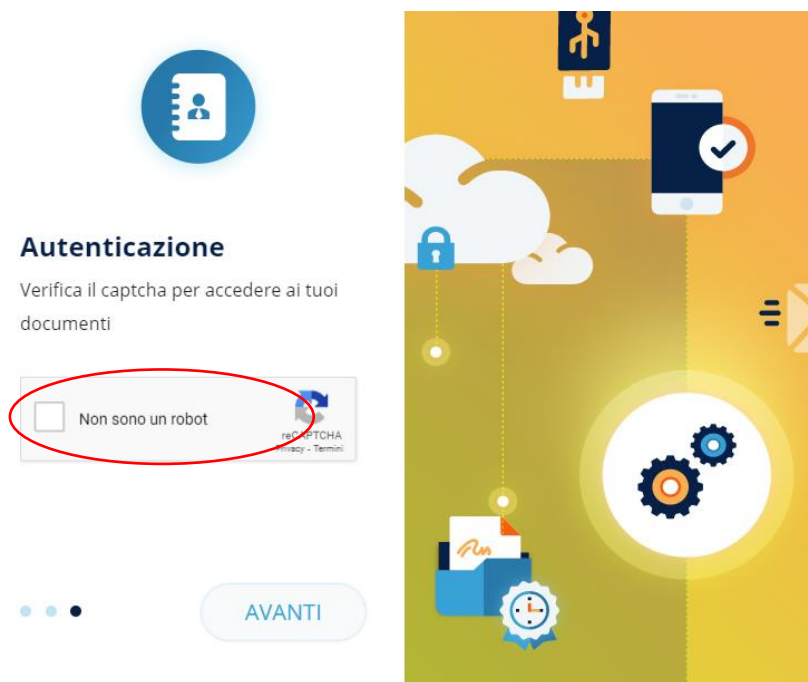 Autenticazione
Verifica il captcha per accedere ai tuoi
documenti
Non sono un robot
reCAPTCHA
Privacy - Termini
AVANTI